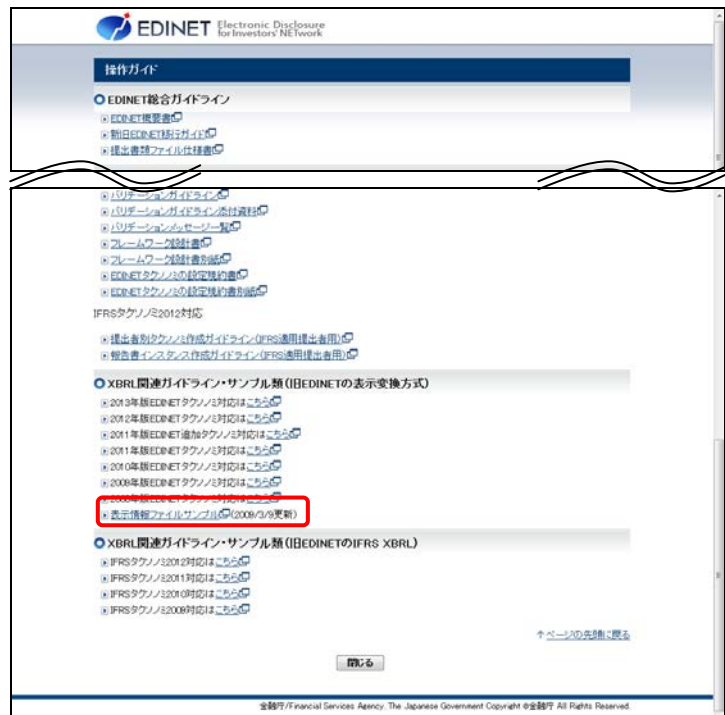 EDINET Electronic Disclosure
for Investors' NETwork
操作ガイド
EDINET総合ガイドライン
EDINET概要書
新旧EDINET移行ガイド
提出書類ファイル仕様書
バリデーションガイドライン
バリデーションガイドライン添付資料
バリデーションメッセージ一覧
フレームワーク設計書
フレームワーク設計書別紙
EDINETタクソノミの設定規約書
EDINETタクソノミの設定規約書別紙
IFRSタクソノミ2012対応
提出者別タクソノミ作成ガイドライン(IFRS適用提出者用)
報告書インスタンス作成ガイドライン(IFRS適用提出者用)
XBRL関連ガイドライン・サンプル類(旧EDINETの表示変換方式)
2013年版EDINETタクソノミ対応はこちら
2012年版EDINETタクソノミ対応はこちら
2011年版EDINET追加タクソノミ対応はこちら
2011年版EDINETタクソノミ対応はこちら
2010年版EDINETタクソノミ対応はこちら
2009年版EDINETタクソノミ対応はこちら
2008年版EDINETタクソノミ対応はこちら
表示情報ファイルサンプル(2009/3/9更新)
XBRL関連ガイドライン・サンプル類(旧EDINETのIFRS XBRL)
IFRSタクソノミ2012対応はこちら
IFRSタクソノミ2011対応はこちら
IFRSタクソノミ2010対応はこちら
IFRSタクソノミ2009対応はこちら
↑ページの先頭に戻る
閉じる
金融庁/Financial Services Agency. The Japanese Government Copyright ©金融庁 All Rights Reserved.